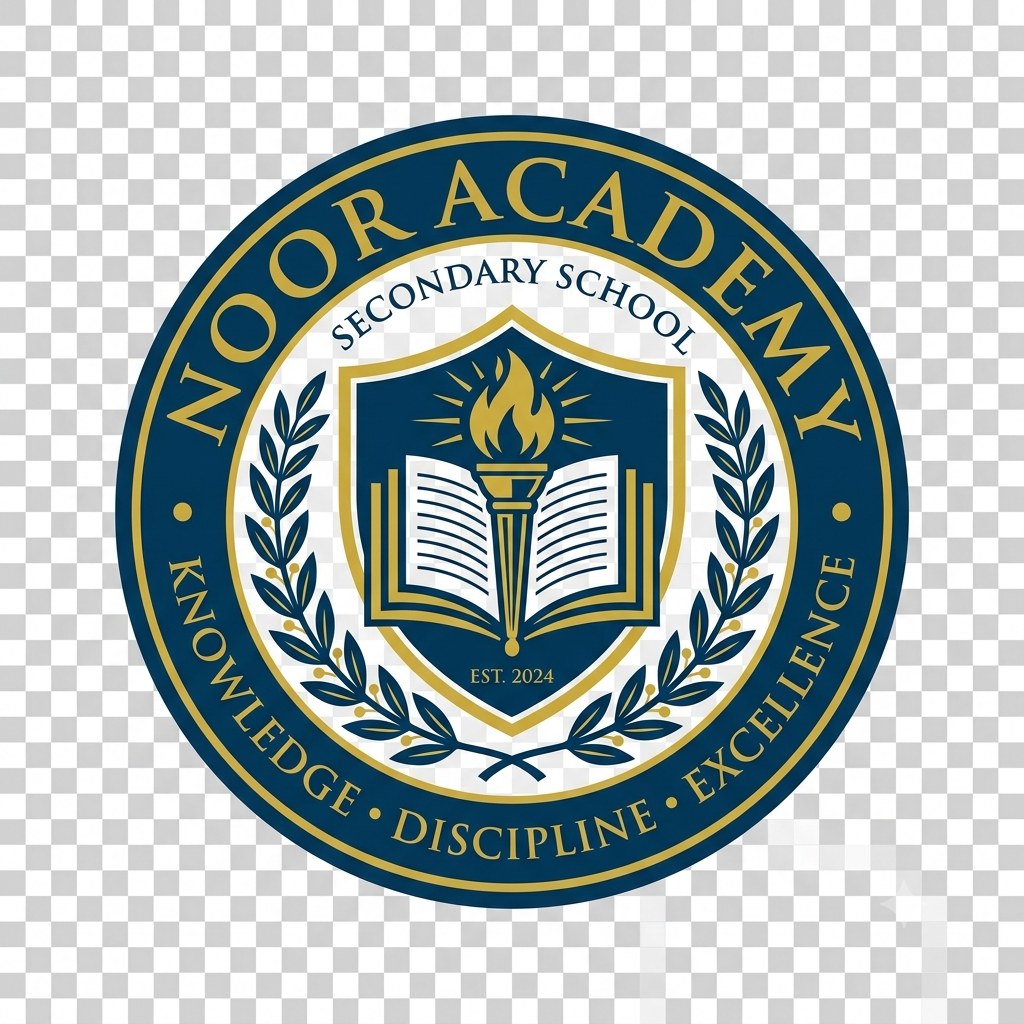 NOOR ACADEMY
SECONDARY SCHOOL
EST. 2024
KNOWLEDGE • DISCIPLINE • EXCELLENCE